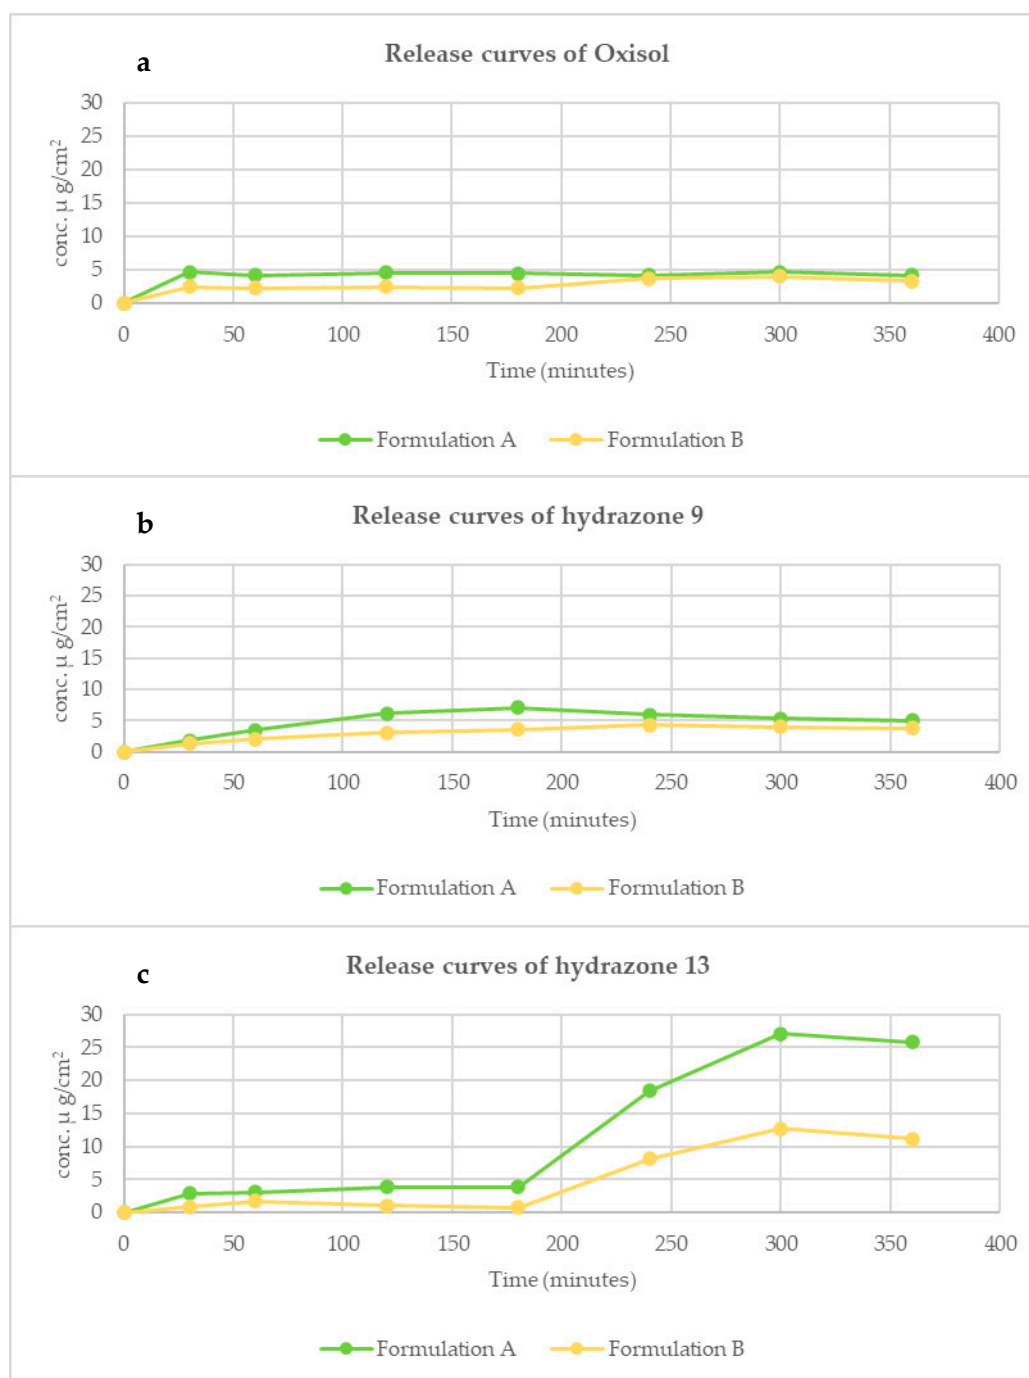 a
Release curves of Oxisol
30
25
20
15
10
5
0
conc. µ g/cm²
0 50 100 150 200 250 300 350 400
Time (minutes)
Formulation A Formulation B
b
Release curves of hydrazone 9
30
25
20
15
10
5
0
conc. µ g/cm²
0 50 100 150 200 250 300 350 400
Time (minutes)
Formulation A Formulation B
c
Release curves of hydrazone 13
30
25
20
15
10
5
0
conc. µ g/cm²
0 50 100 150 200 250 300 350 400
Time (minutes)
Formulation A Formulation B